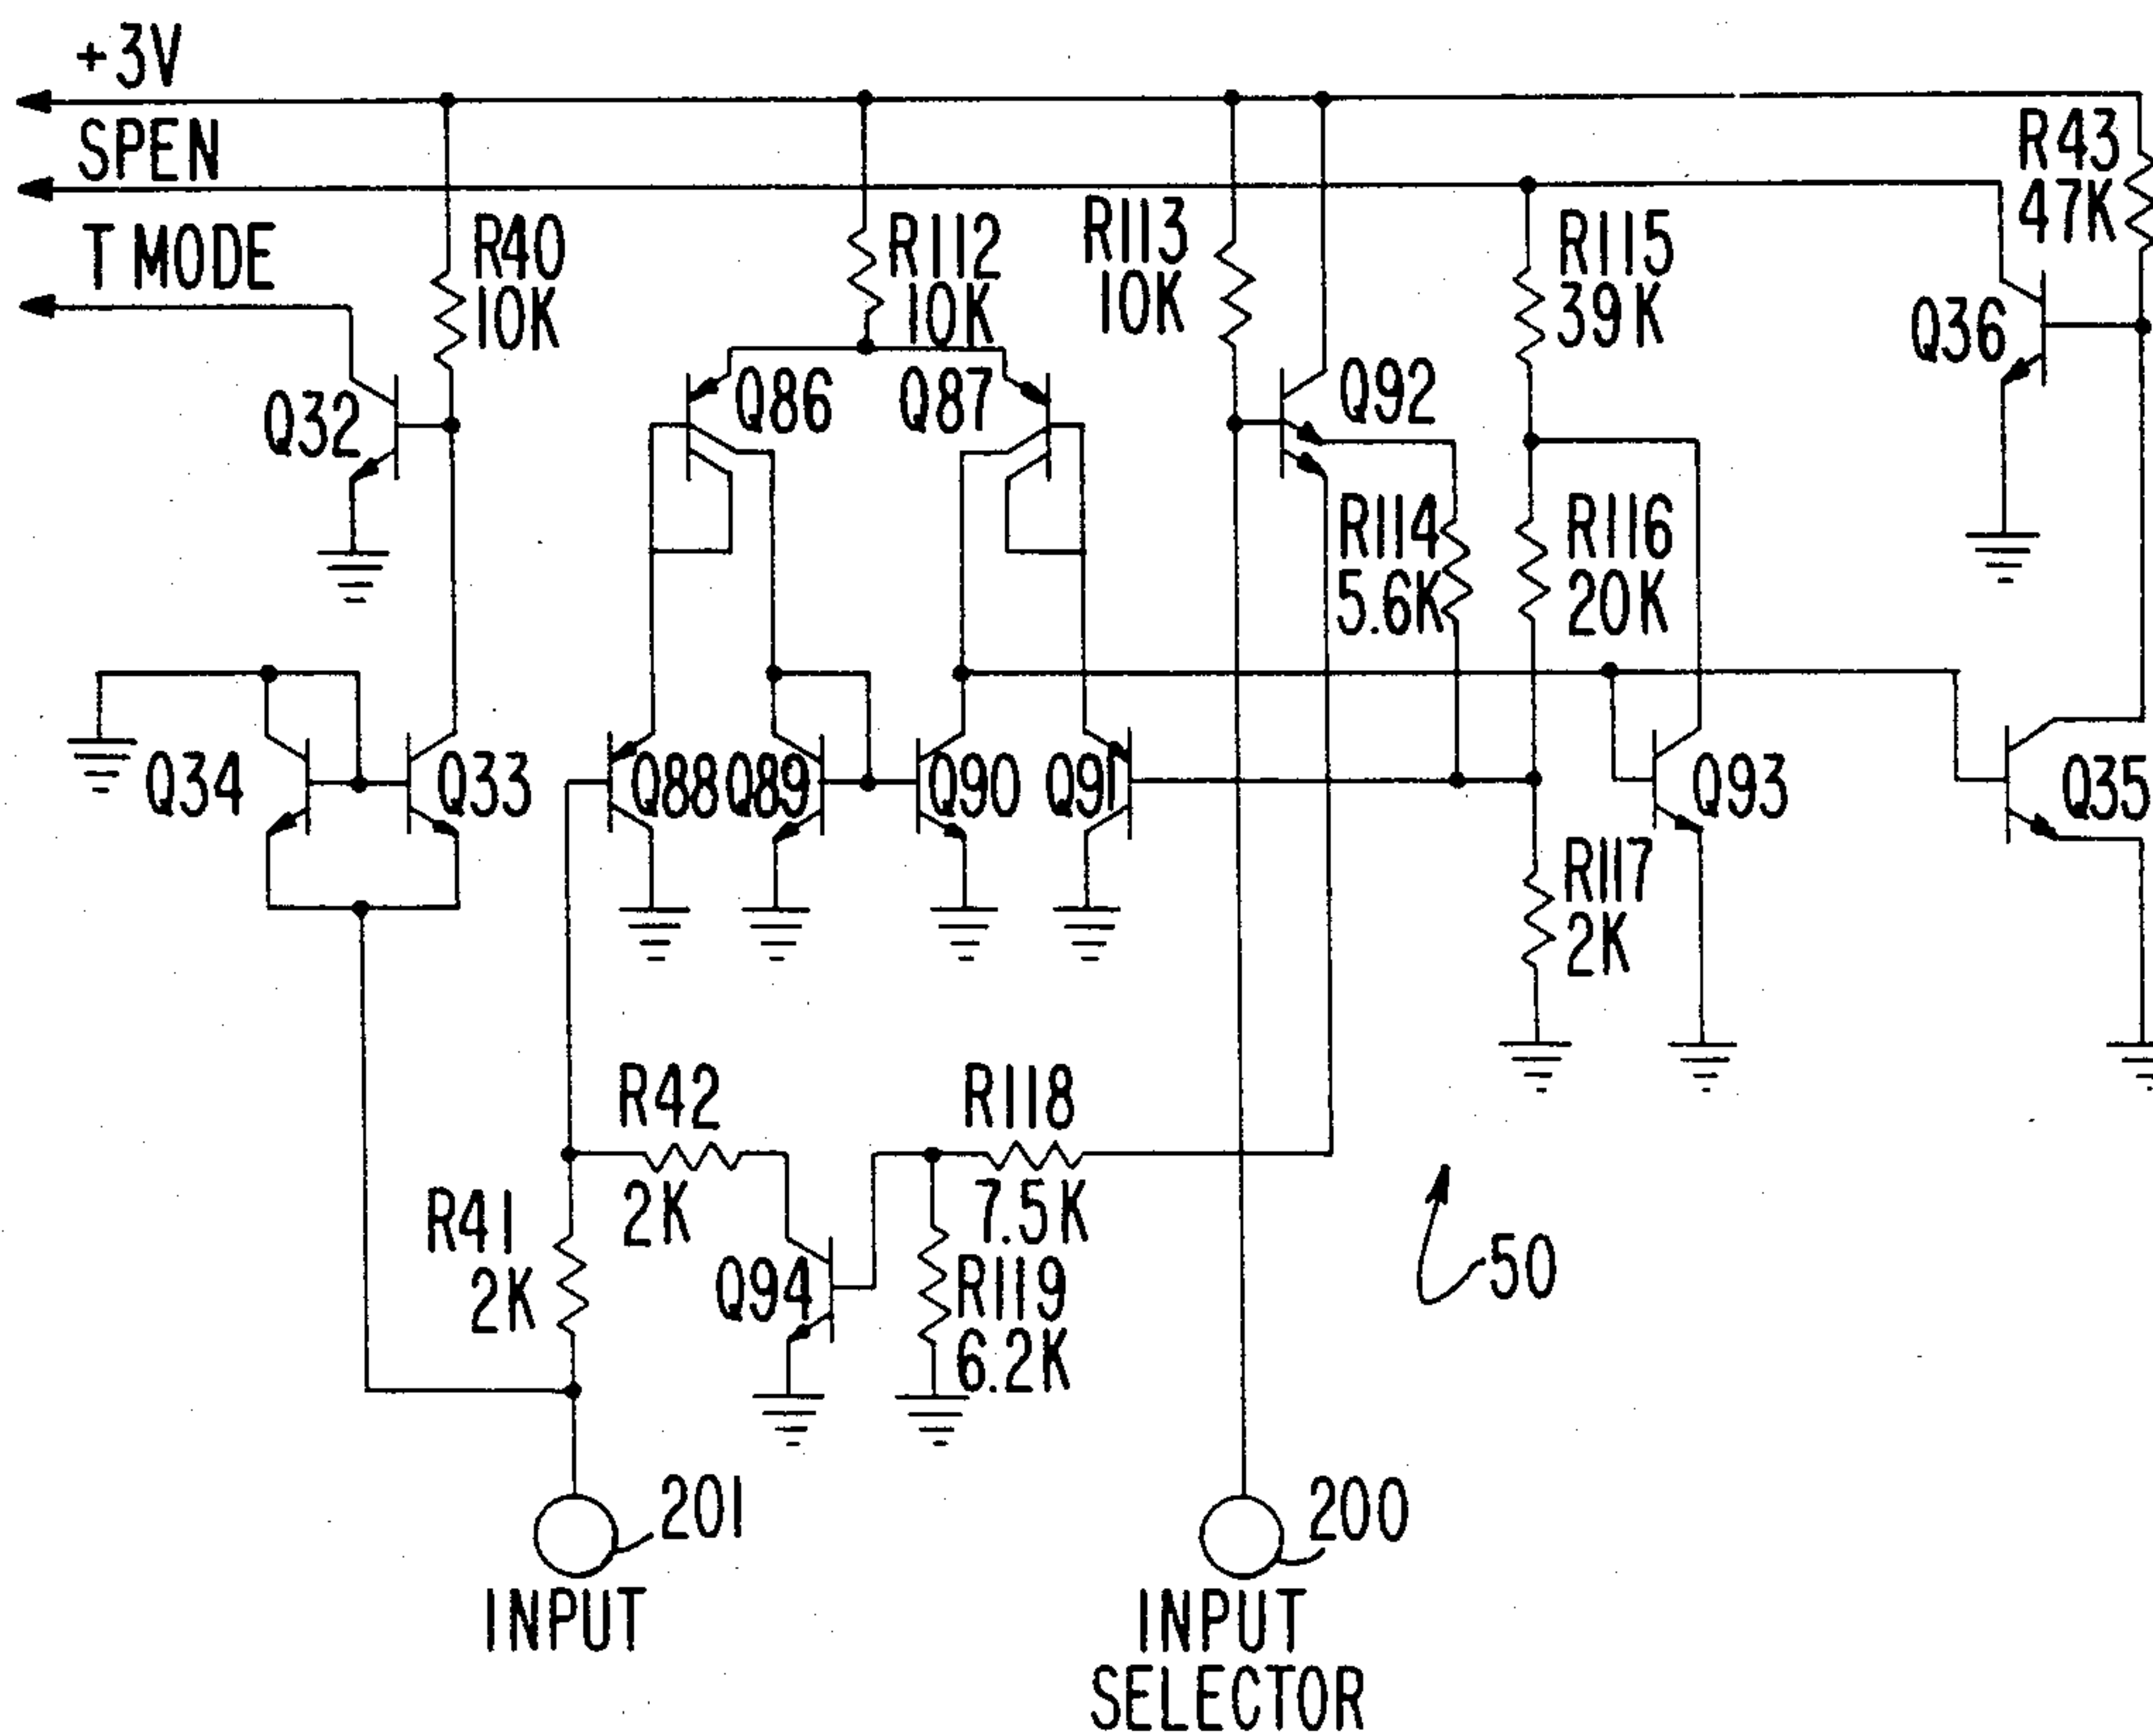 +3V
SPEN
T MODE
R40
10K
R112
10K
R113
10K
R115
39K
R43
47K
Q32
Q86
Q87
Q92
Q36
R114
5.6K
R116
20K
Q34
Q33
Q88
Q89
Q90
Q91
Q93
Q35
R117
2K
R42
2K
R118
7.5K
R41
2K
Q94
R119
6.2K
50
201
INPUT
200
INPUT
SELECTOR